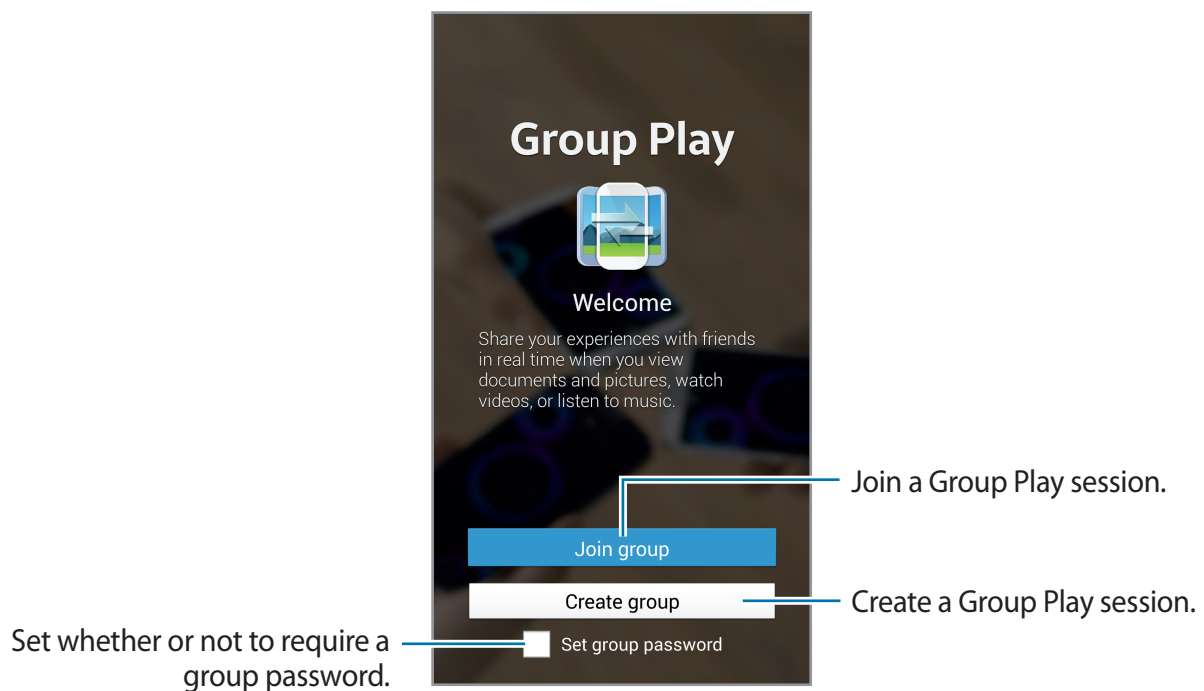 Group Play
Welcome
Share your experiences with friends
in real time when you view
documents and pictures, watch
videos, or listen to music.
Join a Group Play session.
Join group
Create group
Create a Group Play session.
Set whether or not to require a
group password.
Set group password